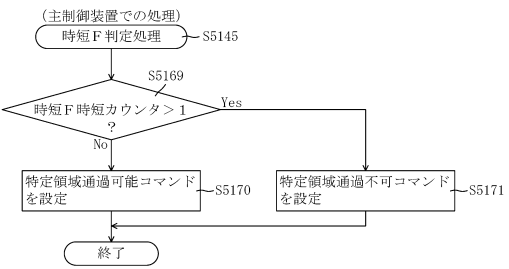 （主制御装置での処理）
時短Ｆ判定処理
S5145
S5169
時短Ｆ時短カウンタ＞１
？
Yes
No
特定領域通過可能コマンド
を設定
S5170
特定領域通過不可コマンド
を設定
S5171
終了